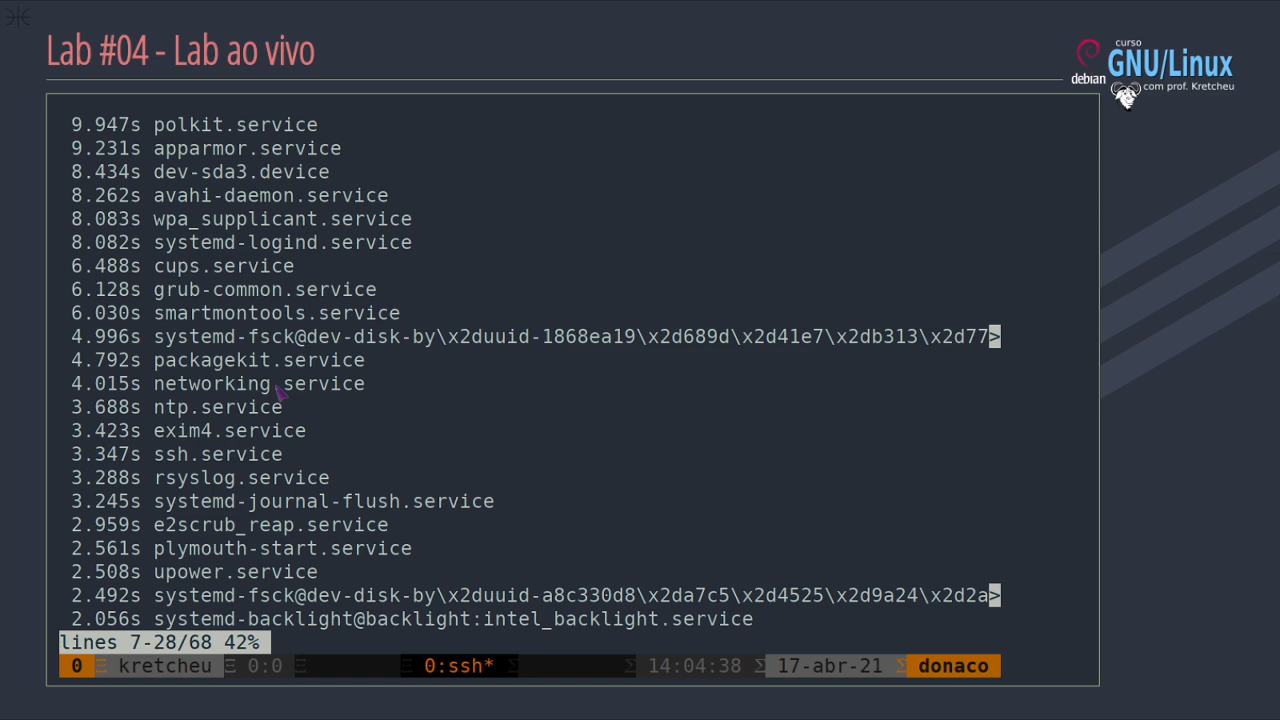 Lab #04 - Lab ao vivo
curso
GNU/Linux
debian
com prof. Kretcheu
9.947s polkit.service
9.231s apparmor.service
8.434s dev-sda3.device
8.262s avahi-daemon.service
8.083s wpa_supplicant.service
8.082s systemd-logind.service
6.488s cups.service
6.128s grub-common.service
6.030s smartmontools.service
4.996s systemd-fsck@dev-disk-by\x2duuid-1868ea19\x2d689d\x2d41e7\x2db313\x2d77>
4.792s packagekit.service
4.015s networking.service
3.688s ntp.service
3.423s exim4.service
3.347s ssh.service
3.288s rsyslog.service
3.245s systemd-journal-flush.service
2.959s e2scrub_reap.service
2.561s plymouth-start.service
2.508s upower.service
2.492s systemd-fsck@dev-disk-by\x2duuid-a8c330d8\x2da7c5\x2d4525\x2d9a24\x2d2a>
2.056s systemd-backlight@backlight:intel_backlight.service
lines 7-28/68 42%
0 Ξ kretcheu Ξ 0:0 Ξ 0:ssh* Σ Σ 14:04:38 Σ 17-abr-21 Σ donaco